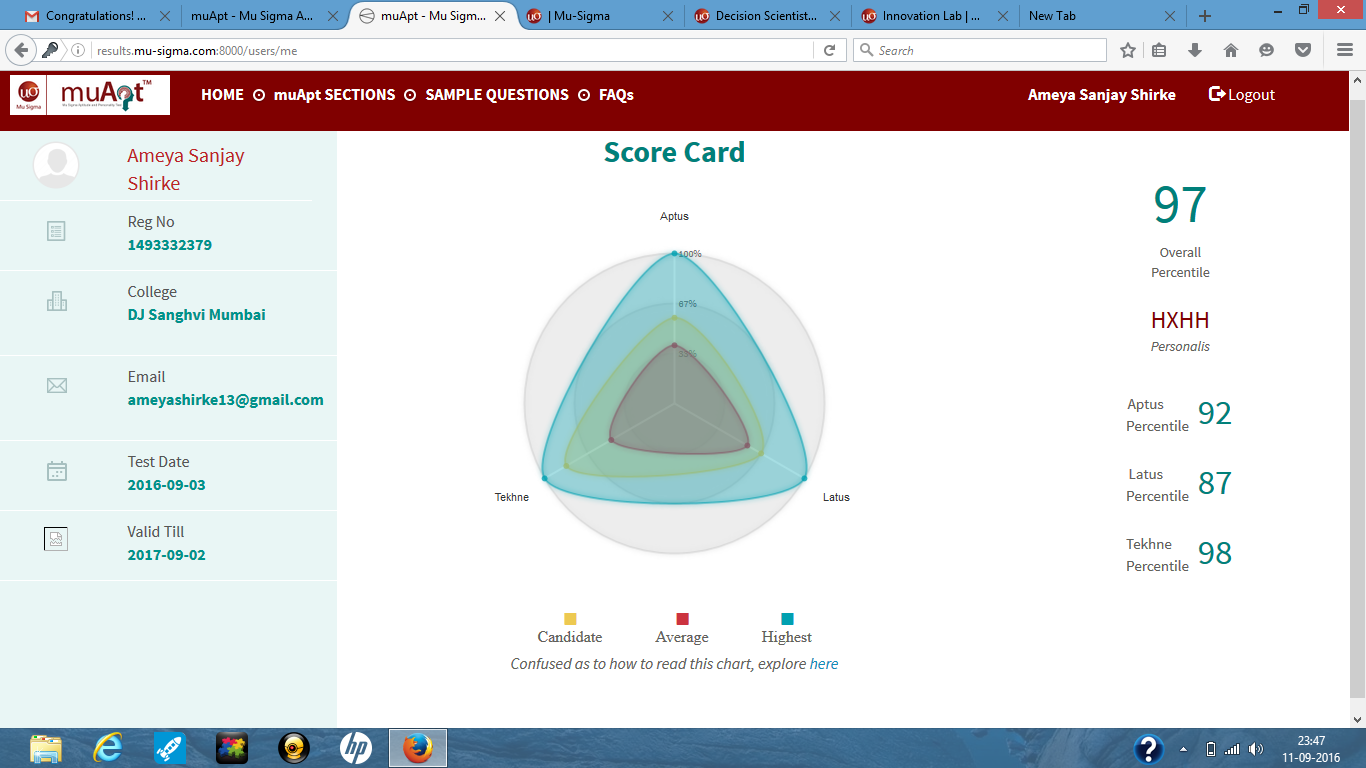 Congratulations! ...
muApt - Mu Sigma A...
muApt - Mu Sigm...
| Mu-Sigma
Decision Scientist...
Innovation Lab | ...
New Tab
results.mu-sigma.com:8000/users/me
Search
Mu Sigma
muApt™
HOME
muApt SECTIONS
SAMPLE QUESTIONS
FAQs
Ameya Sanjay Shirke
Logout
Ameya Sanjay
Shirke
Reg No
1493332379
College
DJ Sanghvi Mumbai
Email
ameyashirke13@gmail.com
Test Date
2016-09-03
Valid Till
2017-09-02
Score Card
Aptus
100%
67%
33%
Tekhne
Latus
Candidate
Average
Highest
Confused as to how to read this chart, explore here
97
Overall
Percentile
HXHH
Personalis
Aptus
Percentile
92
Latus
Percentile
87
Tekhne
Percentile
98
23:47
11-09-2016